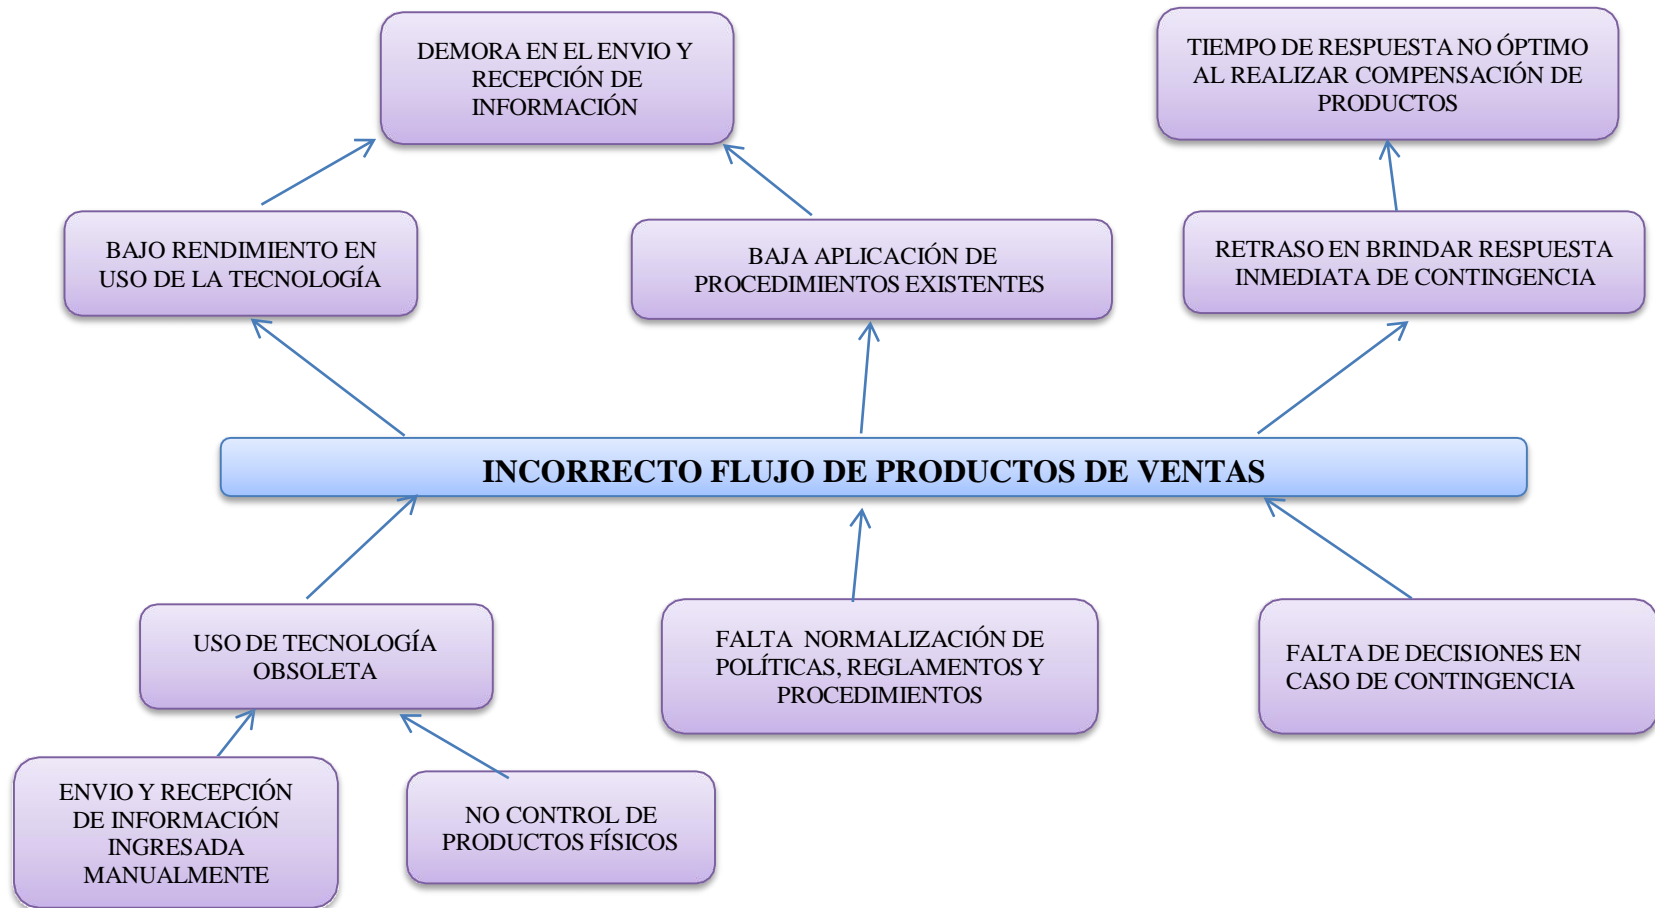 DEMORA EN EL ENVIO Y
RECEPCIÓN DE
INFORMACIÓN
TIEMPO DE RESPUESTA NO ÓPTIMO
AL REALIZAR COMPENSACIÓN DE
PRODUCTOS
BAJO RENDIMIENTO EN
USO DE LA TECNOLOGÍA
BAJA APLICACIÓN DE
PROCEDIMIENTOS EXISTENTES
RETRASO EN BRINDAR RESPUESTA
INMEDIATA DE CONTINGENCIA
INCORRECTO FLUJO DE PRODUCTOS DE VENTAS
USO DE TECNOLOGÍA
OBSOLETA
FALTA NORMALIZACIÓN DE
POLÍTICAS, REGLAMENTOS Y
PROCEDIMIENTOS
FALTA DE DECISIONES EN
CASO DE CONTINGENCIA
ENVIO Y RECEPCIÓN
DE INFORMACIÓN
INGRESADA
MANUALMENTE
NO CONTROL DE
PRODUCTOS FÍSICOS